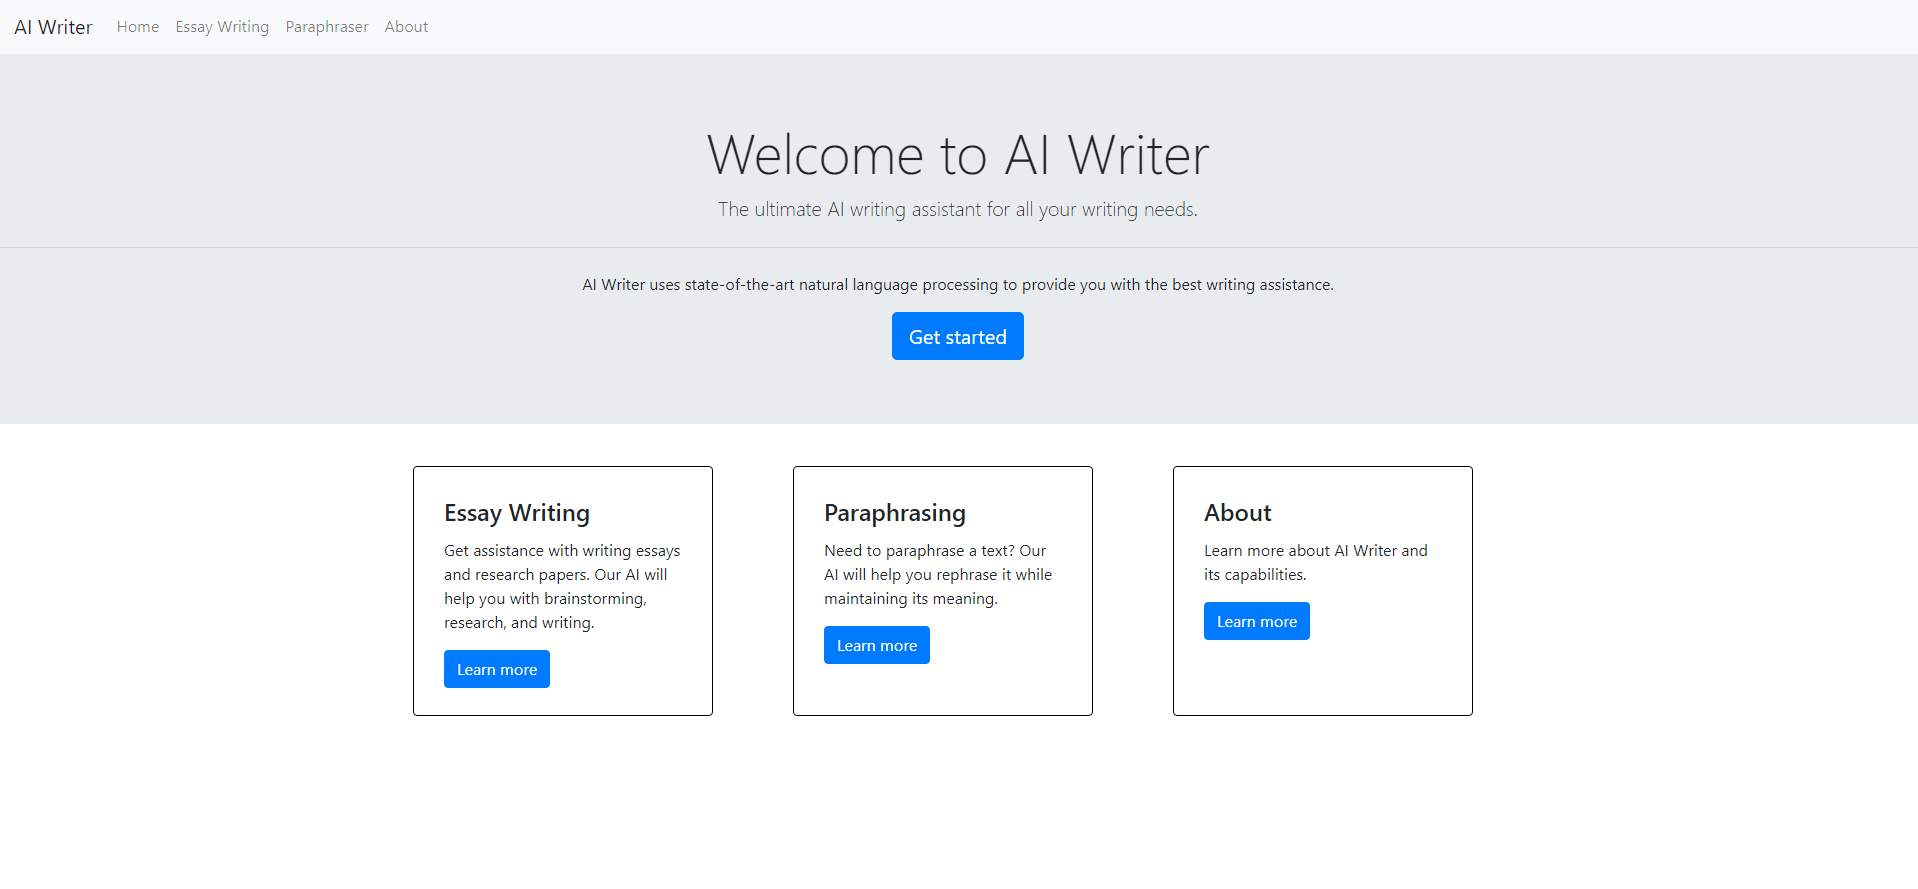 AI Writer Home Essay Writing Paraphraser About
Welcome to AI Writer
The ultimate AI writing assistant for all your writing needs.
AI Writer uses state-of-the-art natural language processing to provide you with the best writing assistance.
Get started
Essay Writing
Get assistance with writing essays
and research papers. Our AI will
help you with brainstorming,
research, and writing.
Learn more
Paraphrasing
Need to paraphrase a text? Our
AI will help you rephrase it while
maintaining its meaning.
Learn more
About
Learn more about AI Writer and
its capabilities.
Learn more